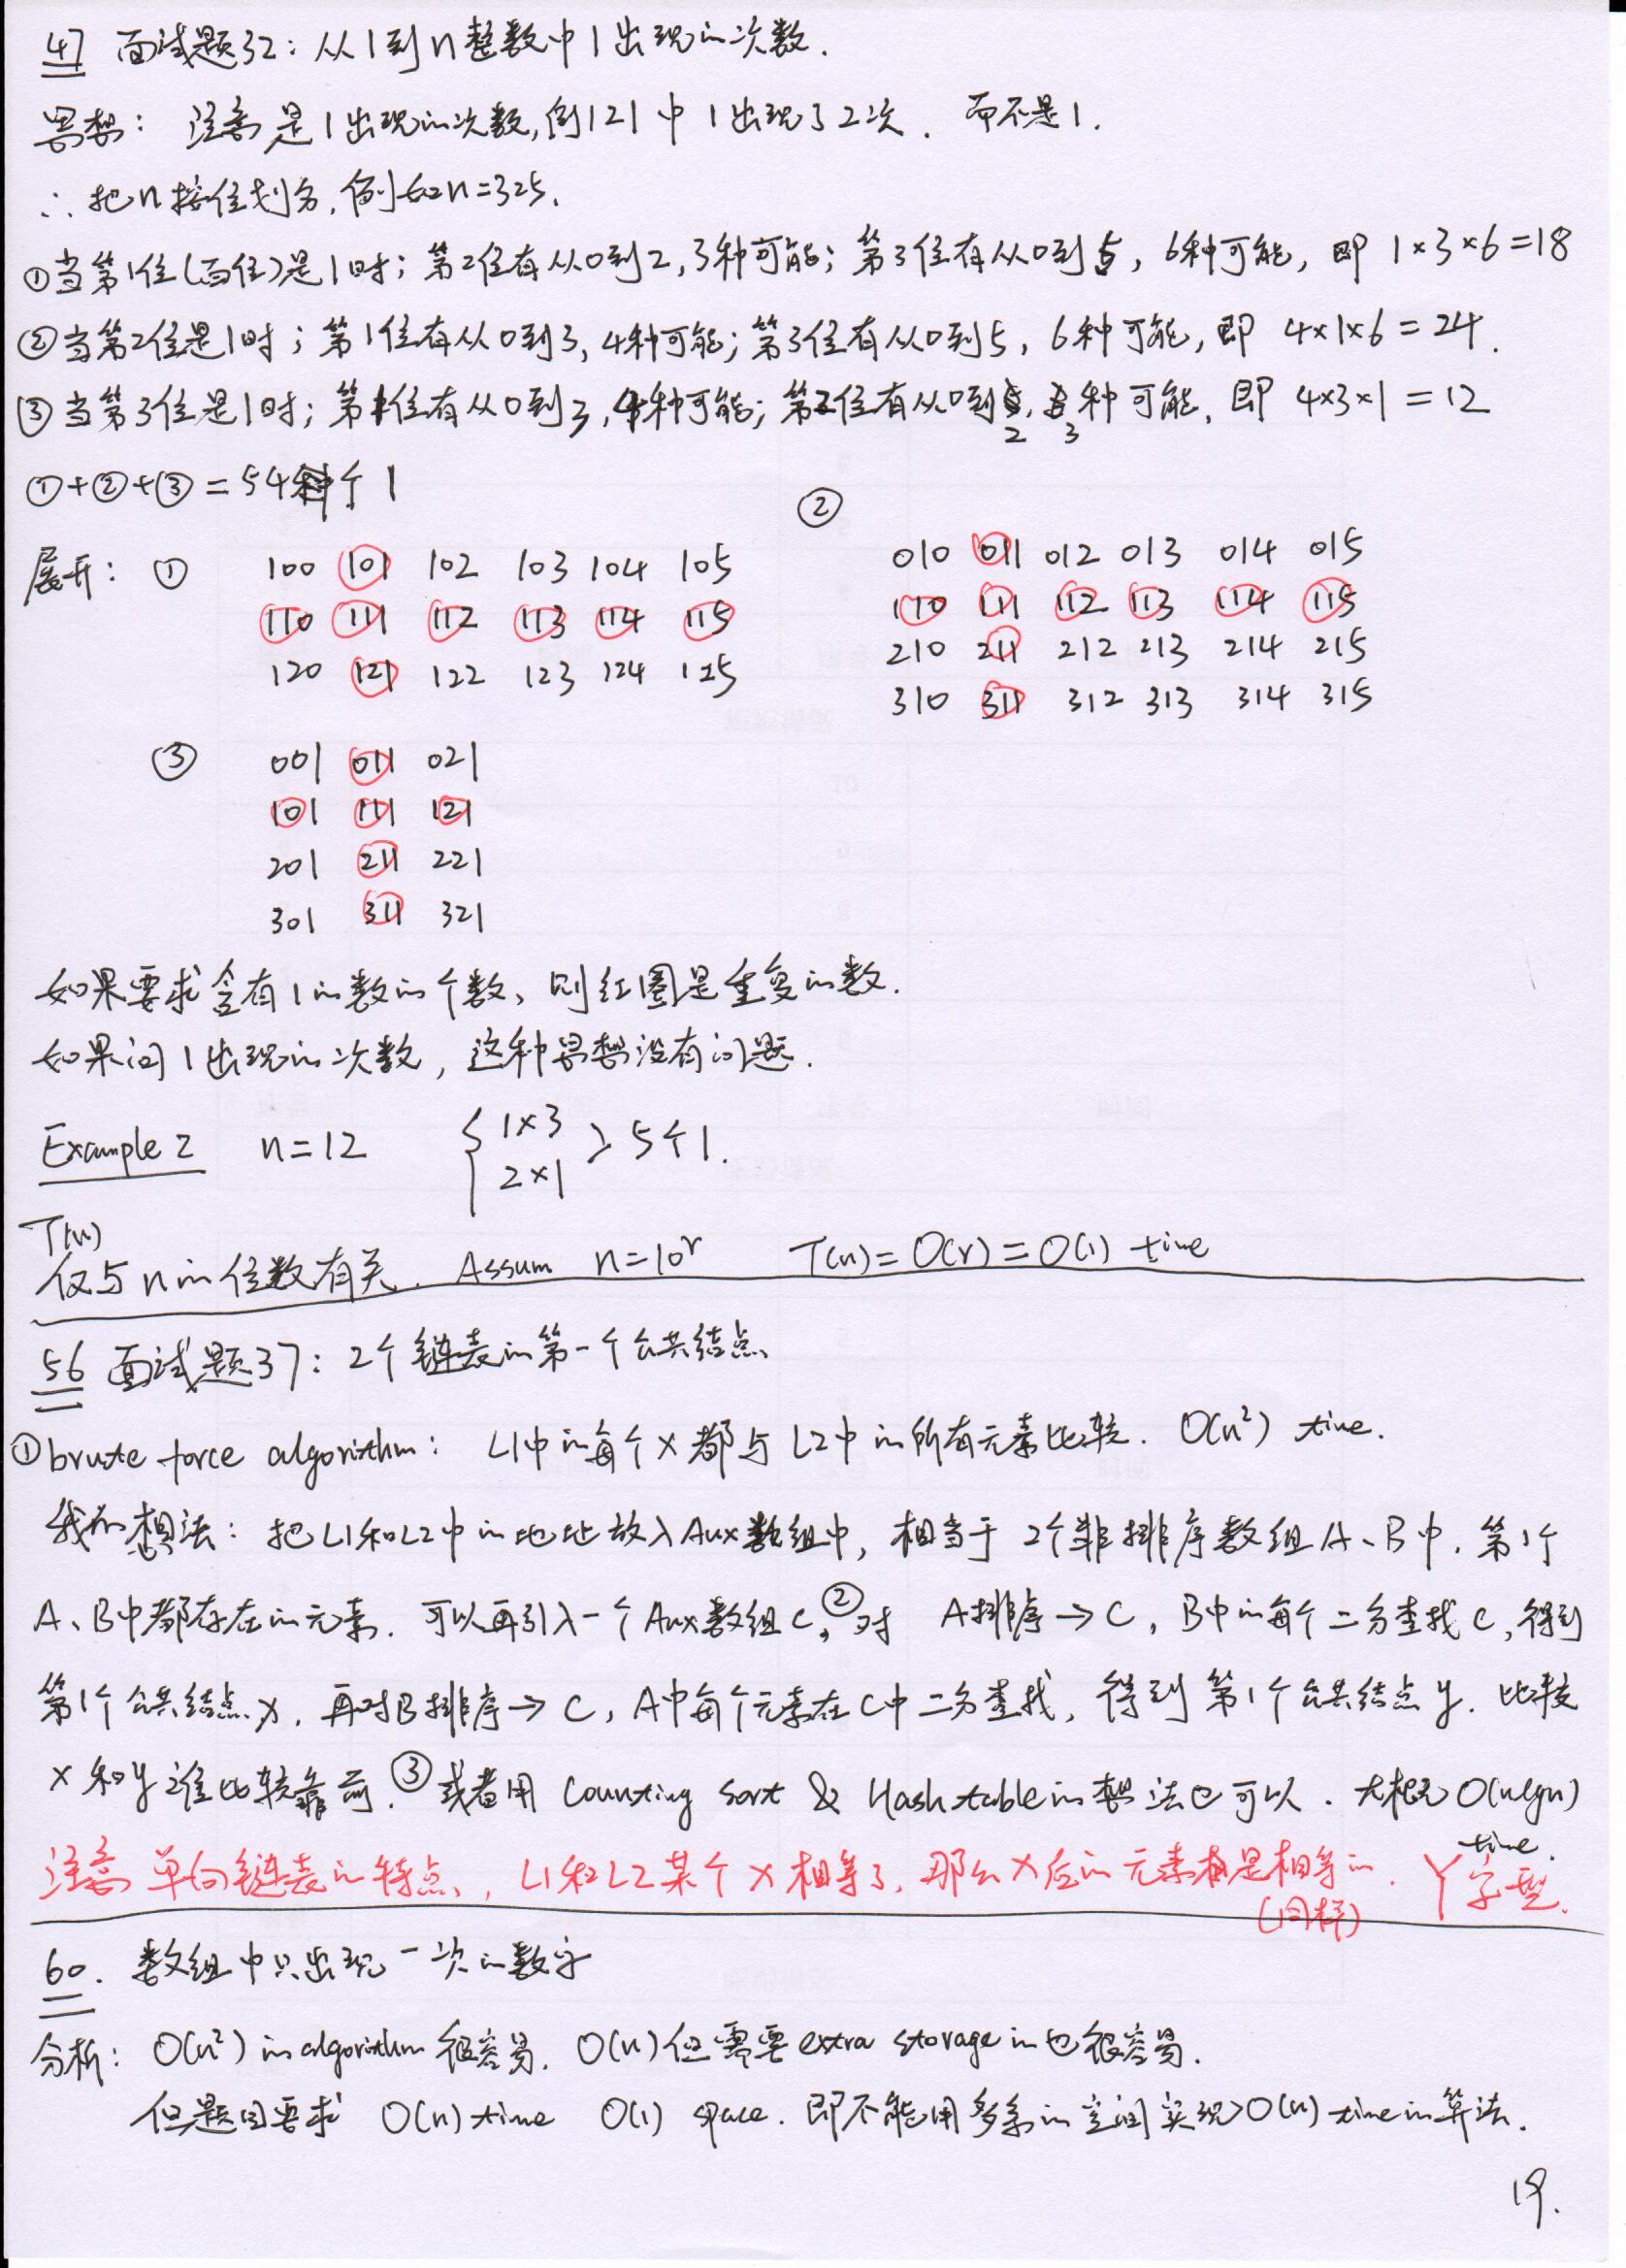 47 面试题32：从1到n整数中1出现的次数.
思想： 注意是1出现的次数,例121中1出现了2次. 而不是1.
∴ 把n按位划分, 例如n=325.
①当第1位(百位)是1时; 第2位有从0到2, 3种可能; 第3位有从0到5, 6种可能, 即 1×3×6=18
②当第2位是1时; 第1位有从0到3, 4种可能; 第3位有从0到5, 6种可能, 即 4×1×6=24.
③当第3位是1时; 第1位有从0到3, 4种可能; 第2位有从0到2, 3种可能, 即 4×3×1=12
①+②+③=54个1
展开： ①
100 101 102 103 104 105
110 111 112 113 114 115
120 121 122 123 124 125
②
010 011 012 013 014 015
110 111 112 113 114 115
210 211 212 213 214 215
310 311 312 313 314 315
③
001 011 021
101 111 121
201 211 221
301 311 321
如果要求含有1的数的个数, 则红圈是重复的数.
如果问1出现的次数, 这种思想没有问题.
Example 2 n=12 { 1×3
2×1 } 5个1.
T(n)
仅与n的位数有关. Assum n=10^r T(n)=O(r)=O(1) time
56 面试题37: 2个链表的第一个公共结点
①brute force algorithm: L1中的每个x都与L2中的所有元素比较. O(n²) time.
我的想法: 把L1和L2中的地址放入Aux数组中, 相当于2个非排序数组A、B中. 第1个
A、B中都存在的元素. 可以再引入一个Aux数组C, ②对 A排序→C, B中的每个二分查找C, 得到
第1个公共结点x, 再对B排序→C, A中每个元素在C中二分查找, 得到第1个公共结点y. 比较
x和y谁比较靠前. ③或者用 Counting sort & Hash table的想法也可以. 大概O(nlgn)
time.
注意 单向链表的特点, L1和L2某个x相等了, 那么x后的元素都是相等的. Y字型.
(同样)
60. 数组中只出现一次的数字
分析: O(n²)的algorithm很容易. O(n)但需要extra storage的也很容易.
但题目要求 O(n) time O(1) space. 即不能用多余的空间实现O(n) time的算法.
19.